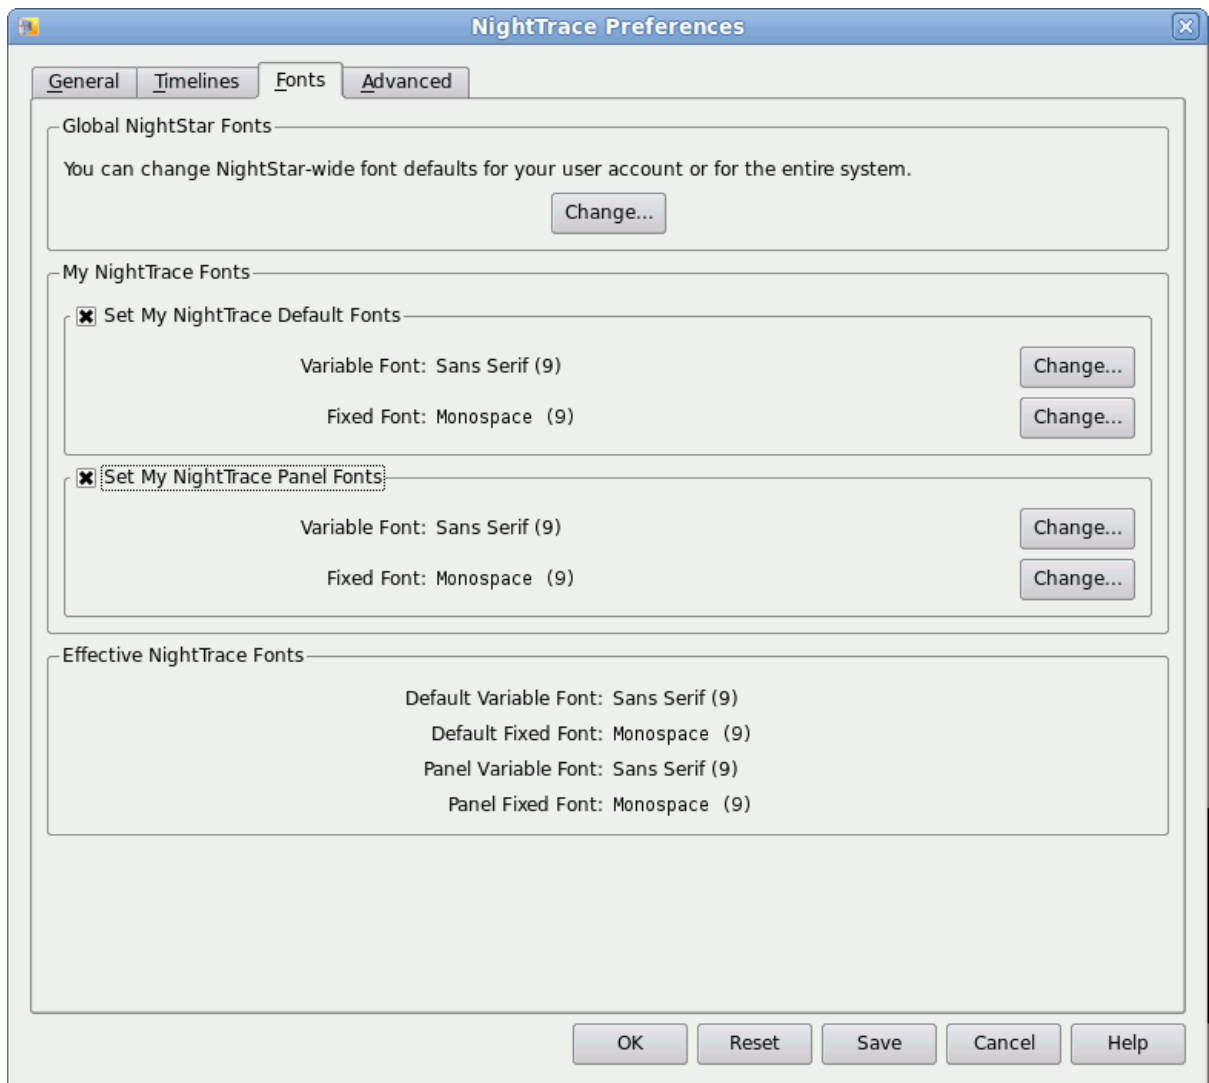 NightTrace Preferences
General Timelines Fonts Advanced
Global NightStar Fonts
You can change NightStar-wide font defaults for your user account or for the entire system.
Change...
My NightTrace Fonts
Set My NightTrace Default Fonts
Variable Font: Sans Serif (9) Change...
Fixed Font: Monospace (9) Change...
Set My NightTrace Panel Fonts
Variable Font: Sans Serif (9) Change...
Fixed Font: Monospace (9) Change...
Effective NightTrace Fonts
Default Variable Font: Sans Serif (9)
Default Fixed Font: Monospace (9)
Panel Variable Font: Sans Serif (9)
Panel Fixed Font: Monospace (9)
OK Reset Save Cancel Help